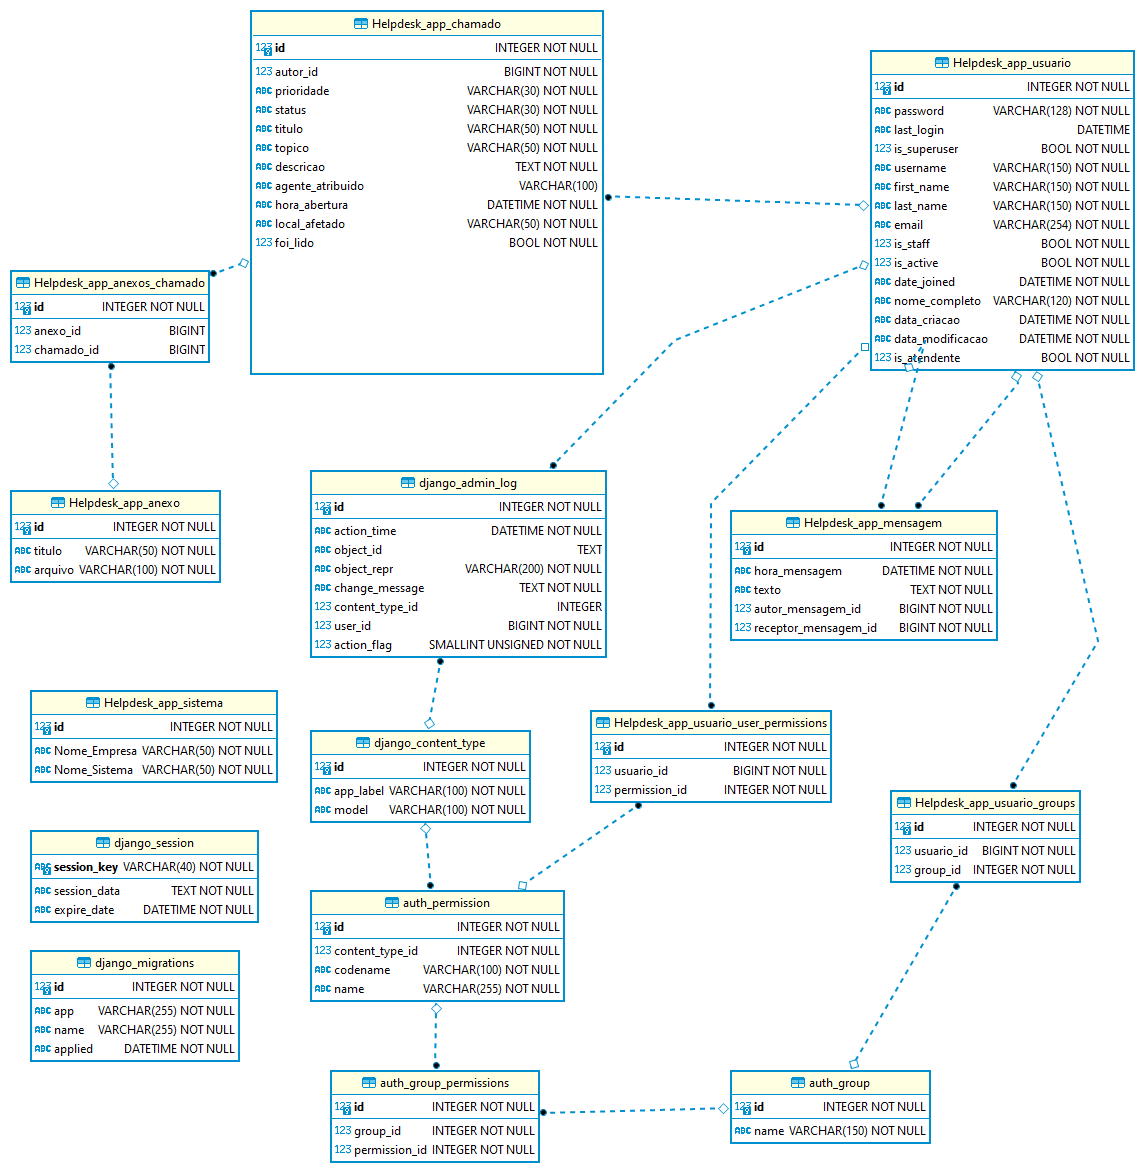 Helpdesk_app_chamado
123 id INTEGER NOT NULL
123 autor_id BIGINT NOT NULL
ABC prioridade VARCHAR(30) NOT NULL
ABC status VARCHAR(30) NOT NULL
ABC titulo VARCHAR(50) NOT NULL
ABC topico VARCHAR(50) NOT NULL
ABC descricao TEXT NOT NULL
ABC agente_atribuido VARCHAR(100)
ABC hora_abertura DATETIME NOT NULL
ABC local_afetado VARCHAR(50) NOT NULL
123 foi_lido BOOL NOT NULL
Helpdesk_app_usuario
123 id INTEGER NOT NULL
ABC password VARCHAR(128) NOT NULL
ABC last_login DATETIME
123 is_superuser BOOL NOT NULL
ABC username VARCHAR(150) NOT NULL
ABC first_name VARCHAR(150) NOT NULL
ABC last_name VARCHAR(150) NOT NULL
ABC email VARCHAR(254) NOT NULL
123 is_staff BOOL NOT NULL
123 is_active BOOL NOT NULL
ABC date_joined DATETIME NOT NULL
ABC nome_completo VARCHAR(120) NOT NULL
ABC data_criacao DATETIME NOT NULL
ABC data_modificacao DATETIME NOT NULL
123 is_atendente BOOL NOT NULL
Helpdesk_app_anexos_chamado
123 id INTEGER NOT NULL
123 anexo_id BIGINT
123 chamado_id BIGINT
Helpdesk_app_anexo
123 id INTEGER NOT NULL
ABC titulo VARCHAR(50) NOT NULL
ABC arquivo VARCHAR(100) NOT NULL
django_admin_log
123 id INTEGER NOT NULL
ABC action_time DATETIME NOT NULL
ABC object_id TEXT
ABC object_repr VARCHAR(200) NOT NULL
ABC change_message TEXT NOT NULL
123 content_type_id INTEGER
123 user_id BIGINT NOT NULL
123 action_flag SMALLINT UNSIGNED NOT NULL
Helpdesk_app_mensagem
123 id INTEGER NOT NULL
ABC hora_mensagem DATETIME NOT NULL
ABC texto TEXT NOT NULL
123 autor_mensagem_id BIGINT NOT NULL
123 receptor_mensagem_id BIGINT NOT NULL
Helpdesk_app_sistema
123 id INTEGER NOT NULL
ABC Nome_Empresa VARCHAR(50) NOT NULL
ABC Nome_Sistema VARCHAR(50) NOT NULL
django_content_type
123 id INTEGER NOT NULL
ABC app_label VARCHAR(100) NOT NULL
ABC model VARCHAR(100) NOT NULL
Helpdesk_app_usuario_user_permissions
123 id INTEGER NOT NULL
123 usuario_id BIGINT NOT NULL
123 permission_id INTEGER NOT NULL
Helpdesk_app_usuario_groups
123 id INTEGER NOT NULL
123 usuario_id BIGINT NOT NULL
123 group_id INTEGER NOT NULL
django_session
ABC session_key VARCHAR(40) NOT NULL
ABC session_data TEXT NOT NULL
ABC expire_date DATETIME NOT NULL
auth_permission
123 id INTEGER NOT NULL
123 content_type_id INTEGER NOT NULL
ABC codename VARCHAR(100) NOT NULL
ABC name VARCHAR(255) NOT NULL
django_migrations
123 id INTEGER NOT NULL
ABC app VARCHAR(255) NOT NULL
ABC name VARCHAR(255) NOT NULL
ABC applied DATETIME NOT NULL
auth_group_permissions
123 id INTEGER NOT NULL
123 group_id INTEGER NOT NULL
123 permission_id INTEGER NOT NULL
auth_group
123 id INTEGER NOT NULL
ABC name VARCHAR(150) NOT NULL